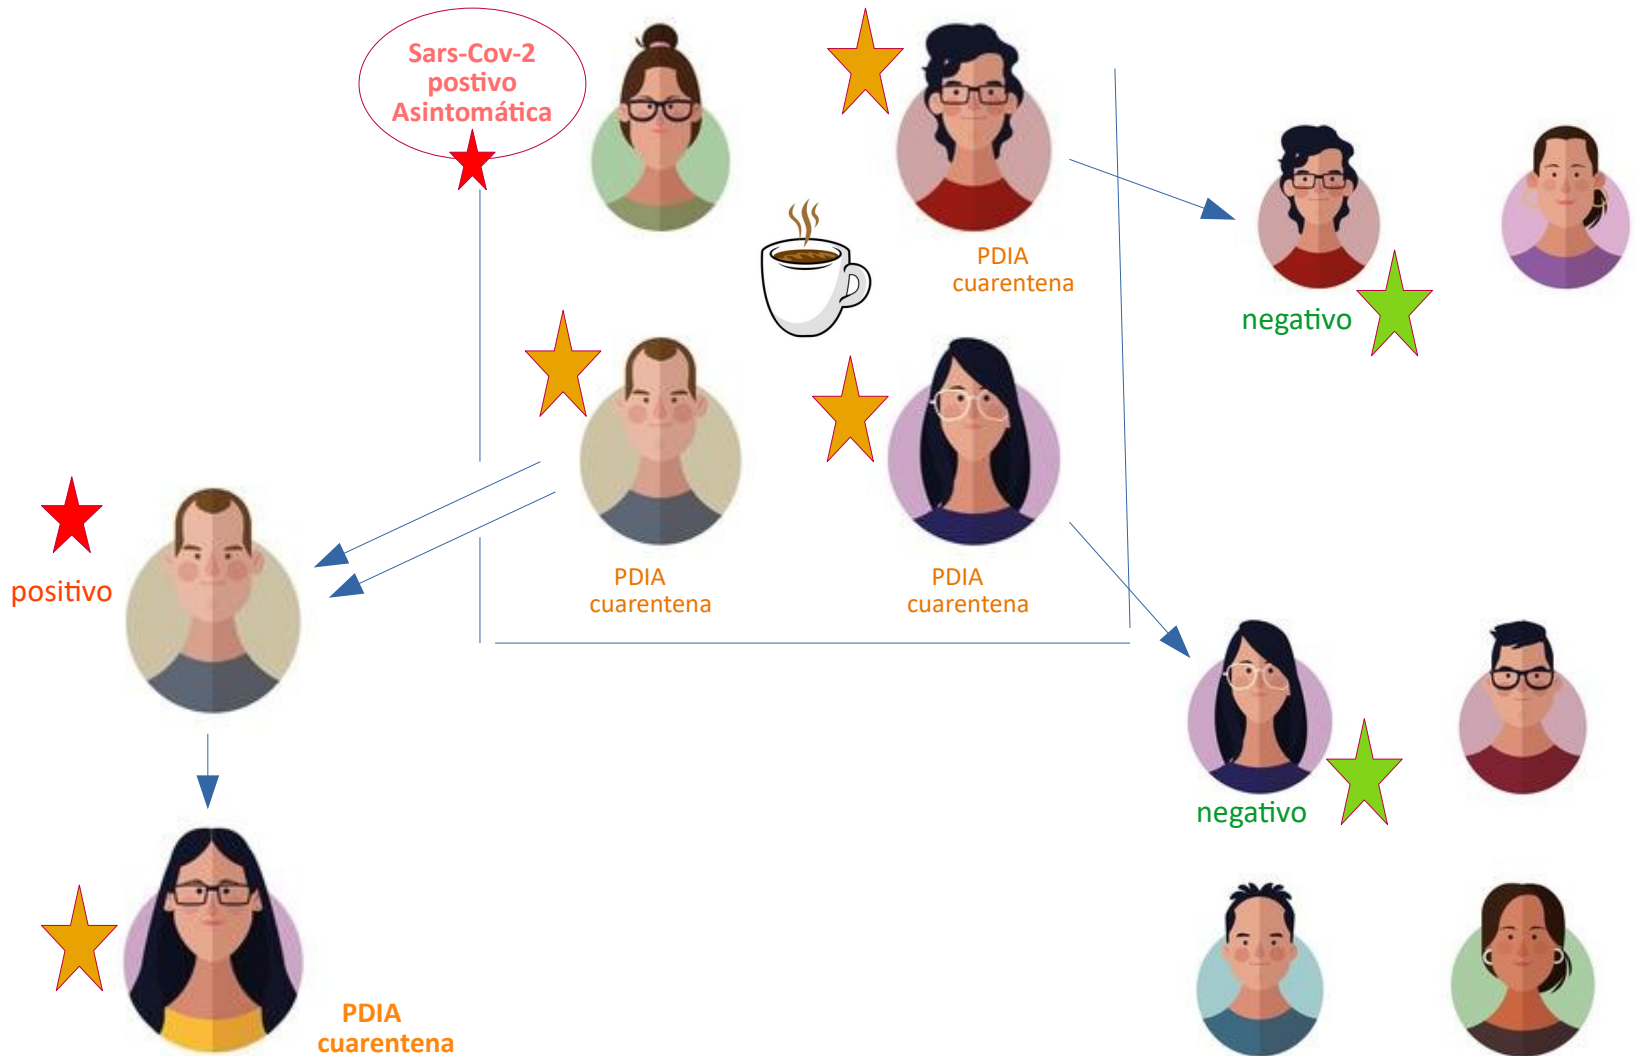 Sars-Cov-2
postivo
Asintomática
PDIA
cuarentena
negativo
PDIA
cuarentena
PDIA
cuarentena
positivo
negativo
PDIA
cuarentena